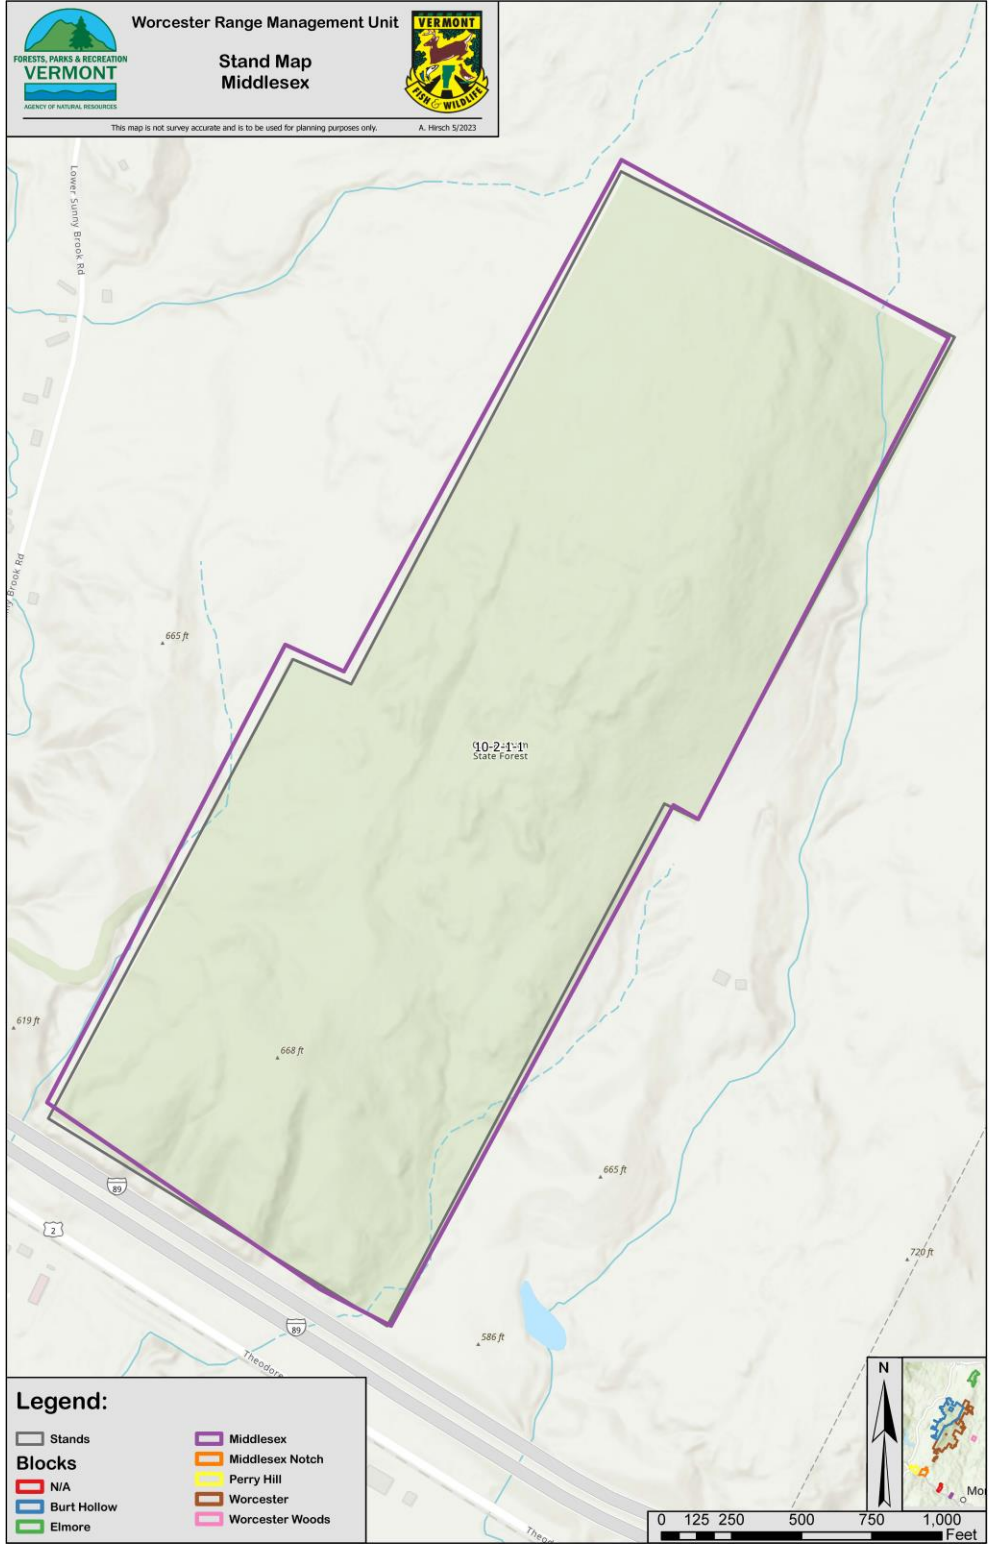 Worcester Range Management Unit
Stand Map
Middlesex
FORESTS, PARKS & RECREATION
VERMONT
AGENCY OF NATURAL RESOURCES
VERMONT
FISH & WILDLIFE
This map is not survey accurate and is to be used for planning purposes only.
A. Hirsch 5/2023
Lower Sunny Brook Rd
Brook Rd
665 ft
10-2-1-1
State Forest
619 ft
668 ft
89
2
665 ft
720 ft
89
586 ft
Theodore
Theod
Legend:
Stands
Blocks
N/A
Burt Hollow
Elmore
Middlesex
Middlesex Notch
Perry Hill
Worcester
Worcester Woods
N
Mor
0 125 250 500 750 1,000
Feet